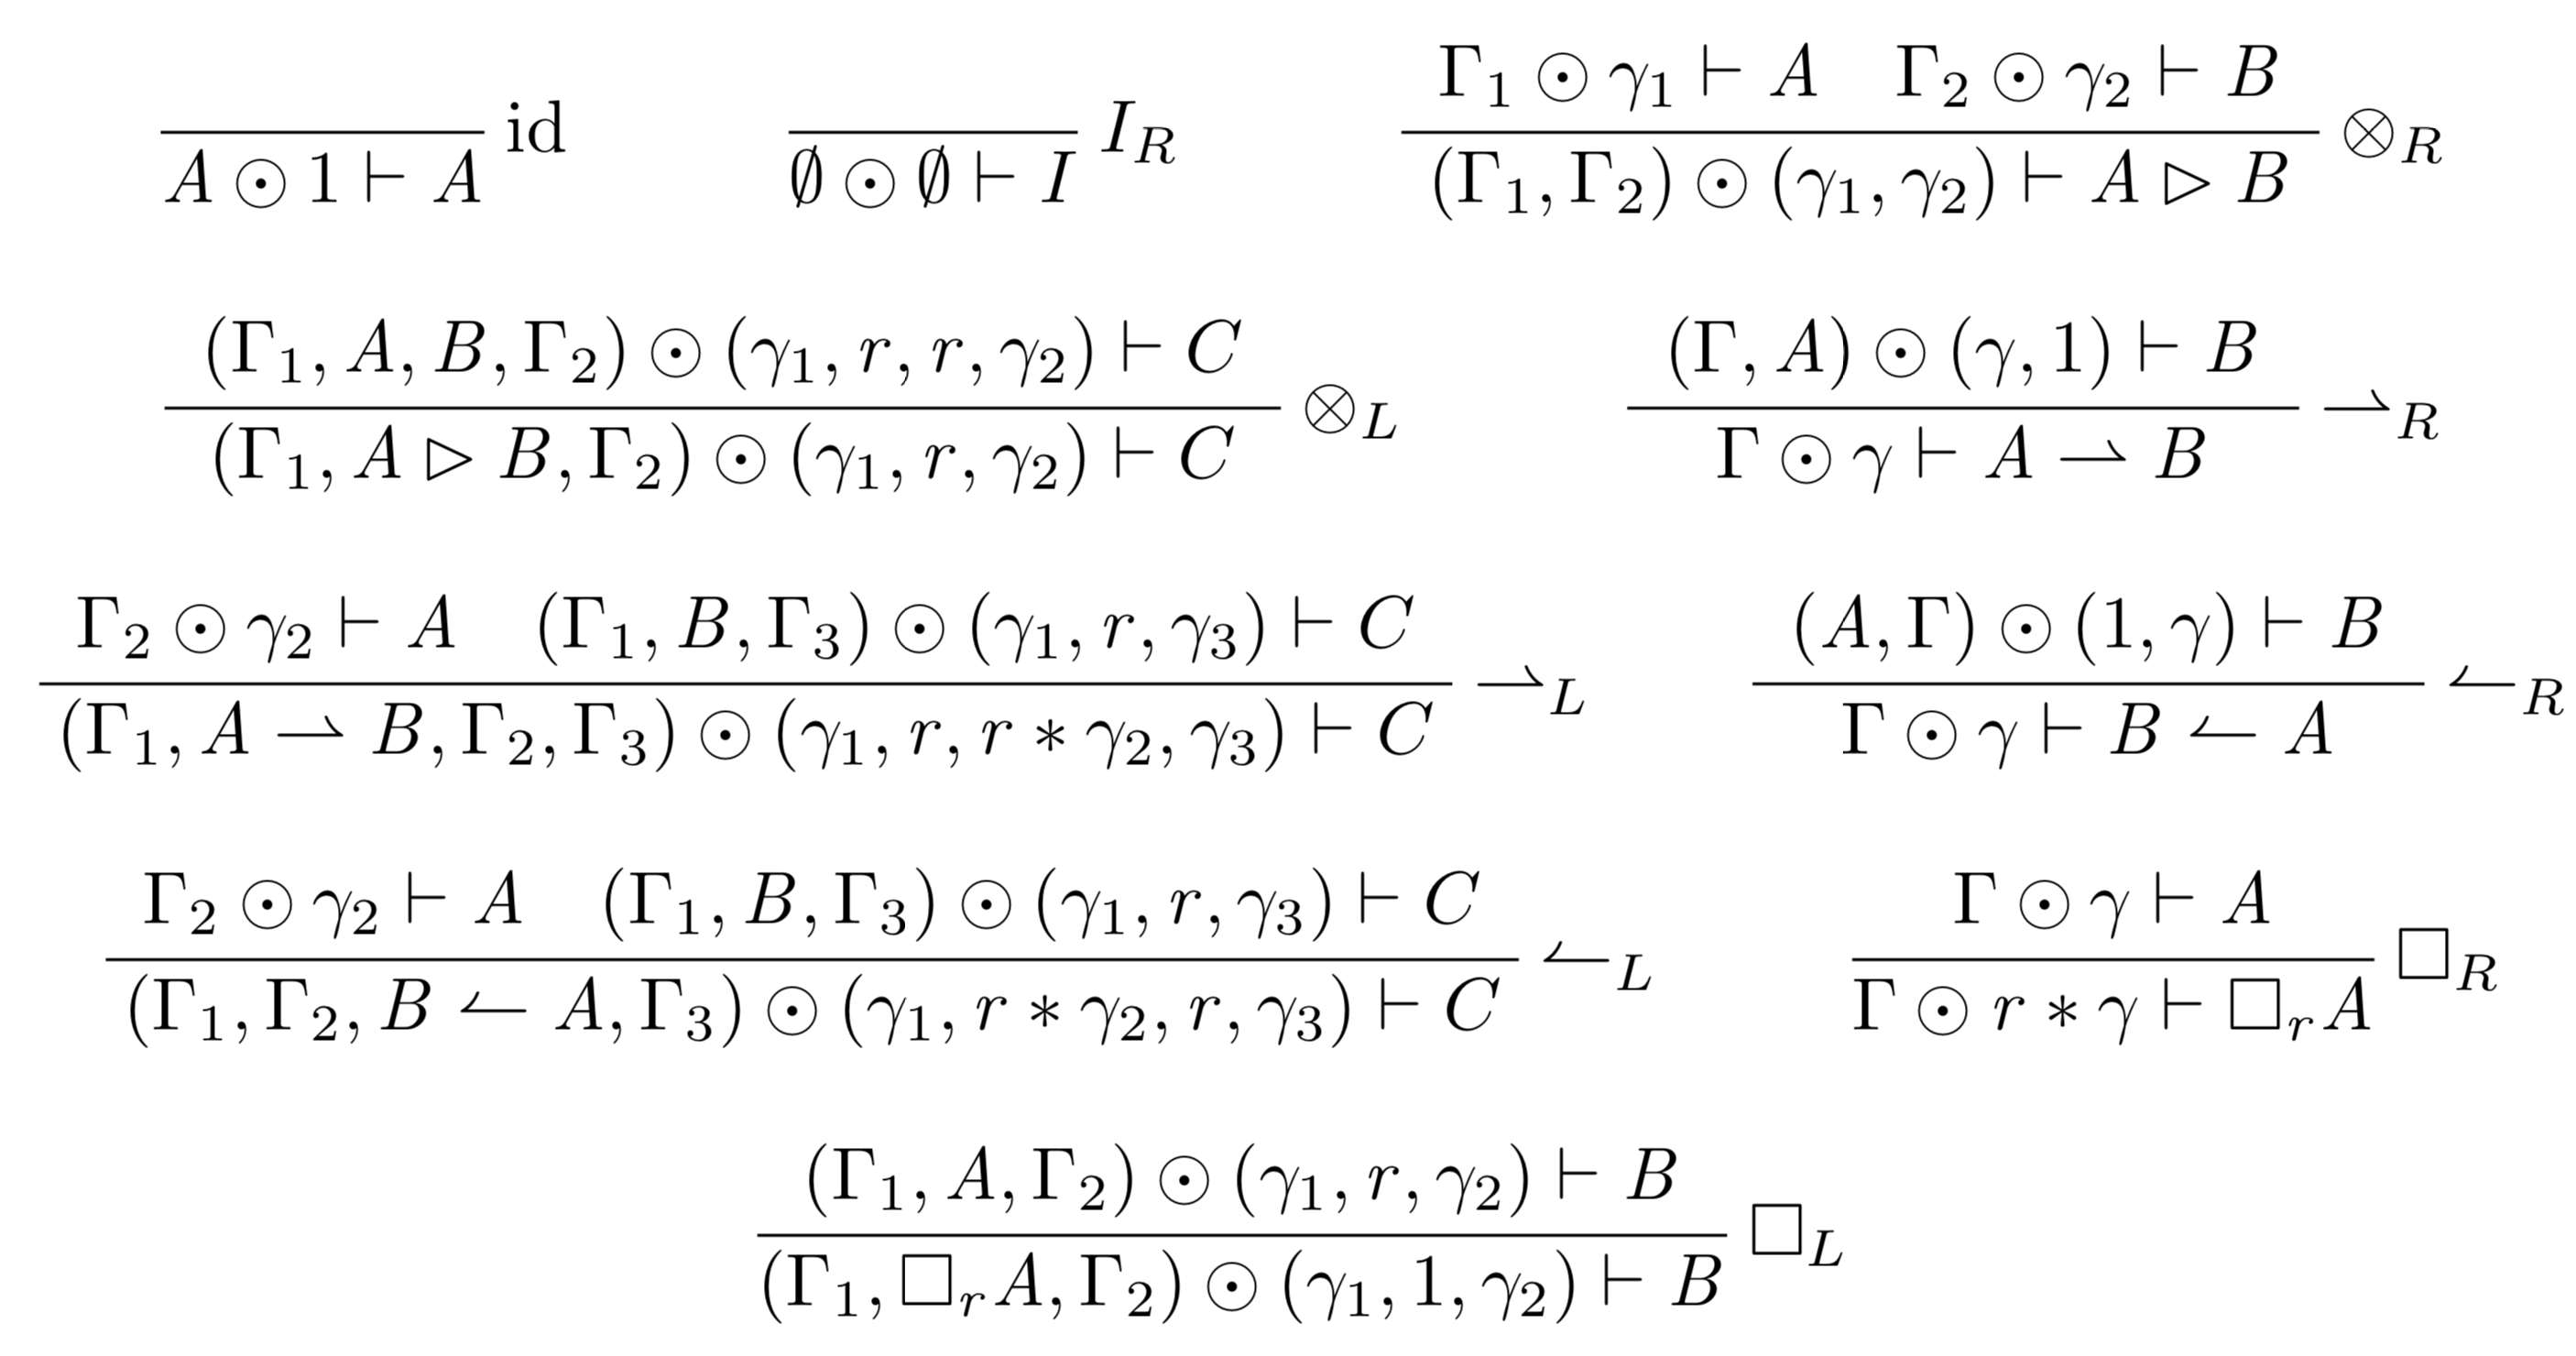 Γ₁ ⊙ γ₁ ⊢ A   Γ₂ ⊙ γ₂ ⊢ B
id   I_R   ⊗_R
A ⊙ 1 ⊢ A   ∅ ⊙ ∅ ⊢ I   (Γ₁, Γ₂) ⊙ (γ₁, γ₂) ⊢ A ▷ B
(Γ₁, A, B, Γ₂) ⊙ (γ₁, r, r, γ₂) ⊢ C   (Γ, A) ⊙ (γ, 1) ⊢ B
⊗_L   ⇀_R
(Γ₁, A ▷ B, Γ₂) ⊙ (γ₁, r, γ₂) ⊢ C   Γ ⊙ γ ⊢ A ⇀ B
Γ₂ ⊙ γ₂ ⊢ A   (Γ₁, B, Γ₃) ⊙ (γ₁, r, γ₃) ⊢ C   (A, Γ) ⊙ (1, γ) ⊢ B
⇀_L   ↼_R
(Γ₁, A ⇀ B, Γ₂, Γ₃) ⊙ (γ₁, r, r ∗ γ₂, γ₃) ⊢ C   Γ ⊙ γ ⊢ B ↼ A
Γ₂ ⊙ γ₂ ⊢ A   (Γ₁, B, Γ₃) ⊙ (γ₁, r, γ₃) ⊢ C   Γ ⊙ γ ⊢ A
↼_L   □_R
(Γ₁, Γ₂, B ↼ A, Γ₃) ⊙ (γ₁, r ∗ γ₂, r, γ₃) ⊢ C   Γ ⊙ r ∗ γ ⊢ □_r A
(Γ₁, A, Γ₂) ⊙ (γ₁, r, γ₂) ⊢ B
□_L
(Γ₁, □_r A, Γ₂) ⊙ (γ₁, 1, γ₂) ⊢ B